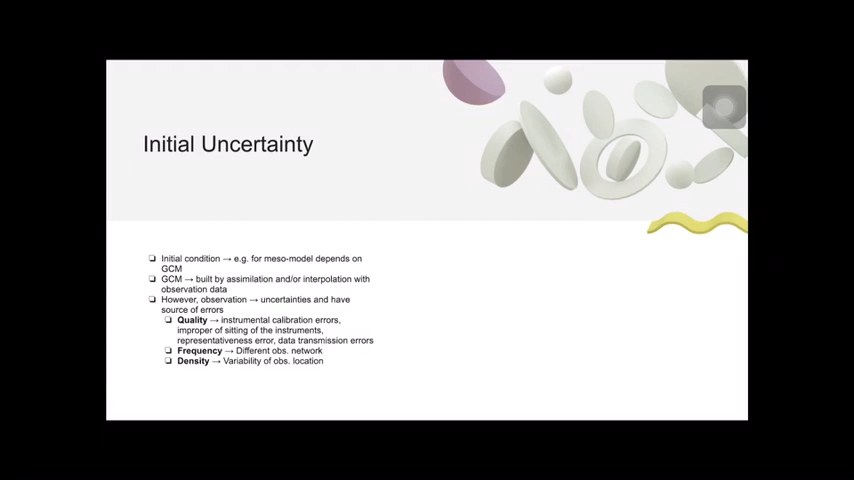 Initial Uncertainty
❑ Initial condition → e.g. for meso-model depends on
GCM
❑ GCM → built by assimilation and/or interpolation with
observation data
❑ However, observation → uncertainties and have
source of errors
❑ Quality → instrumental calibration errors,
improper of sitting of the instruments,
representativeness error, data transmission errors
❑ Frequency → Different obs. network
❑ Density → Variability of obs. location